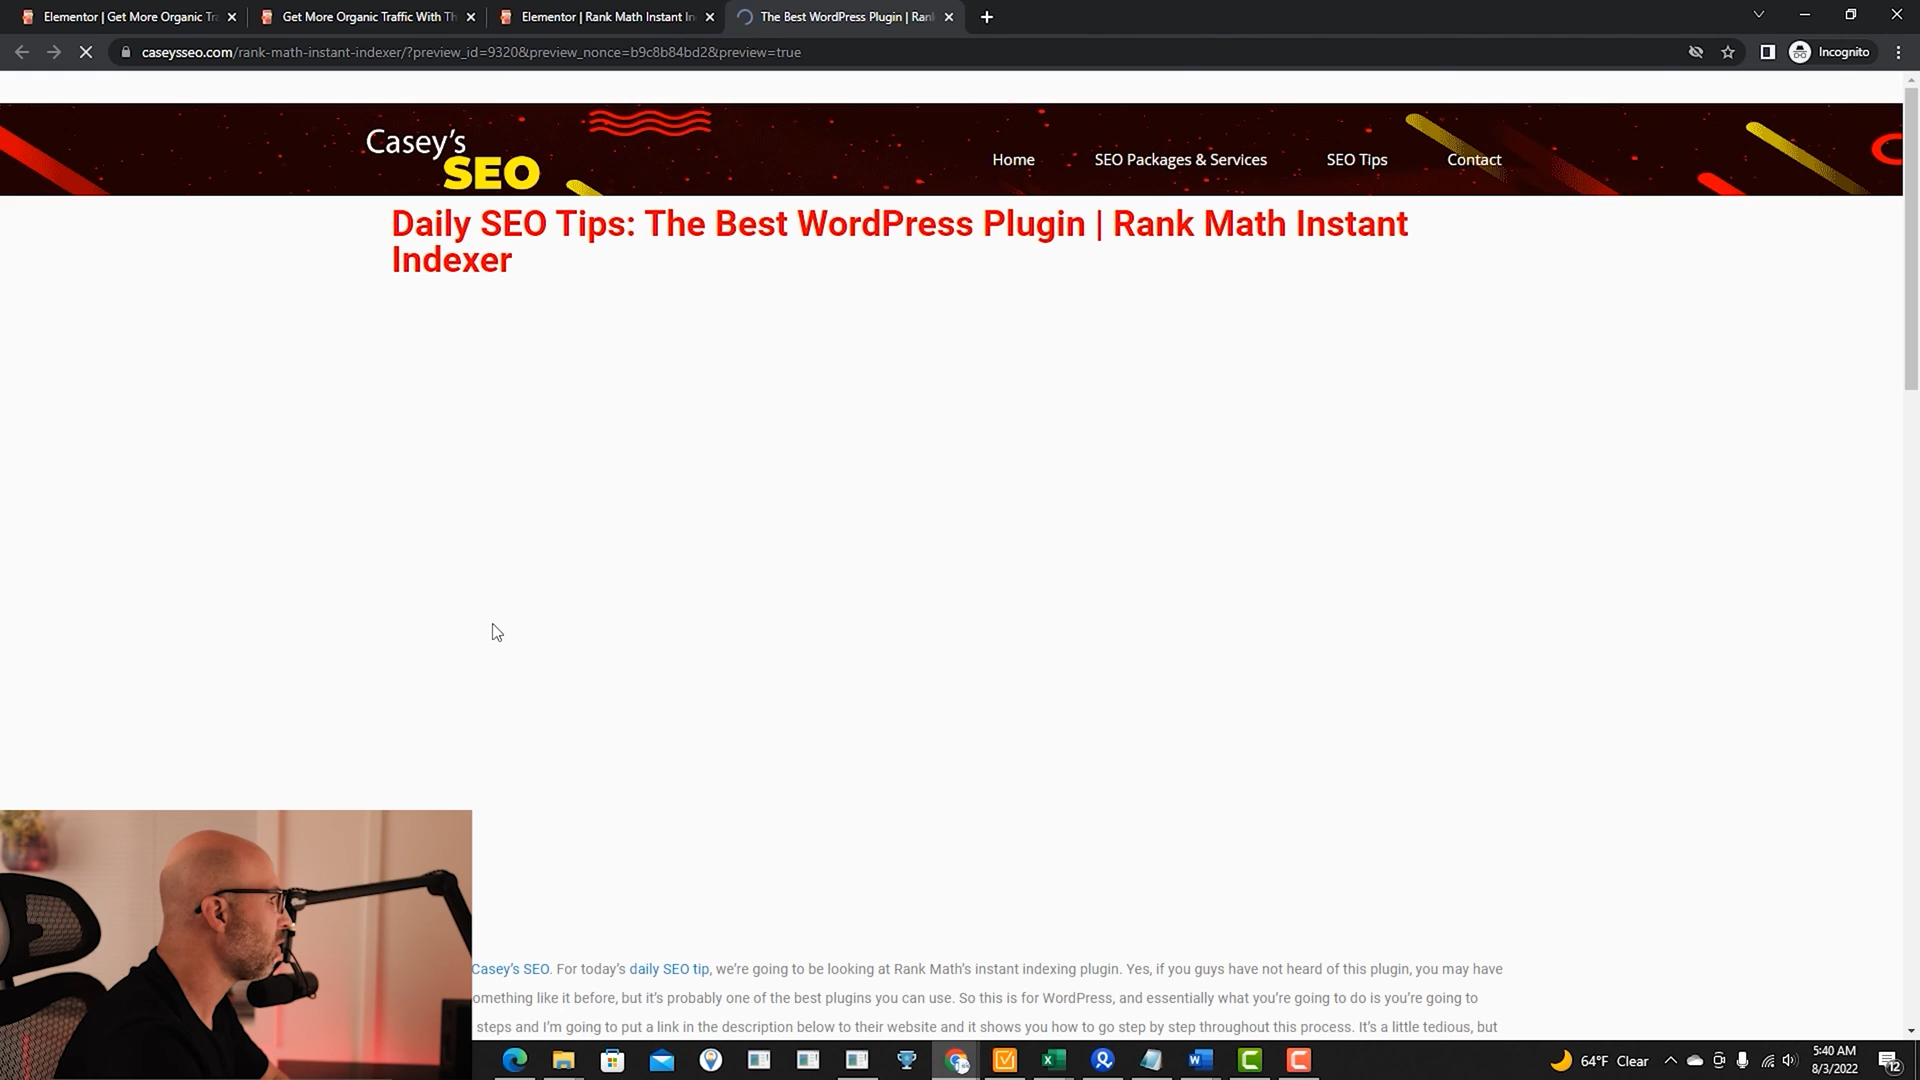 Elementor | Get More Organic Tr
Get More Organic Traffic With Th
Elementor | Rank Math Instant In
The Best WordPress Plugin | Ran
caseysseo.com/rank-math-instant-indexer/?preview_id=9320&preview_nonce=b9c8b84bd2&preview=true
Incognito
Casey's
SEO
Home
SEO Packages & Services
SEO Tips
Contact
Daily SEO Tips: The Best WordPress Plugin | Rank Math Instant
Indexer
Casey's SEO. For today's daily SEO tip, we're going to be looking at Rank Math's instant indexing plugin. Yes, if you guys have not heard of this plugin, you may have
omething like it before, but it's probably one of the best plugins you can use. So this is for WordPress, and essentially what you're going to do is you're going to
steps and I'm going to put a link in the description below to their website and it shows you how to go step by step throughout this process. It's a little tedious, but
64°F Clear
5:40 AM
8/3/2022
12